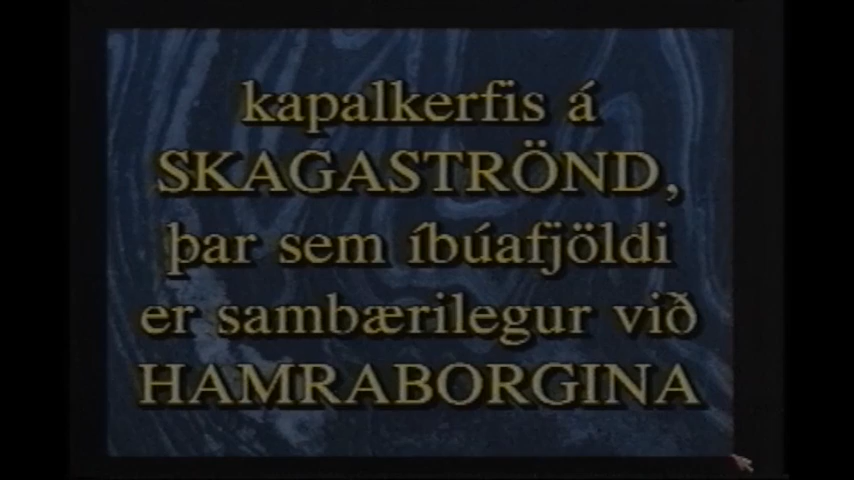 kapalkerfis á
SKAGASTRÖND,
þar sem íbúafjöldi
er sambærilegur við
HAMRABORGINA